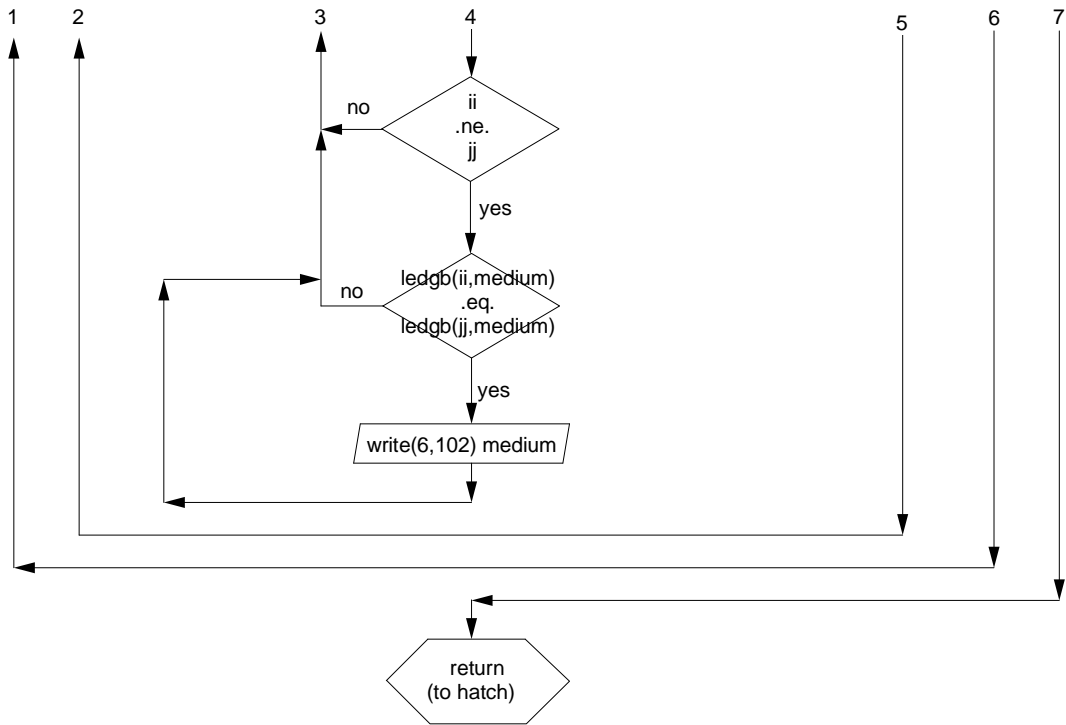 1 2 3 4 5 6 7
ii
no
.ne.
jj
yes
ledgb(ii,medium)
no
.eq.
ledgb(jj,medium)
yes
write(6,102) medium
return
(to hatch)